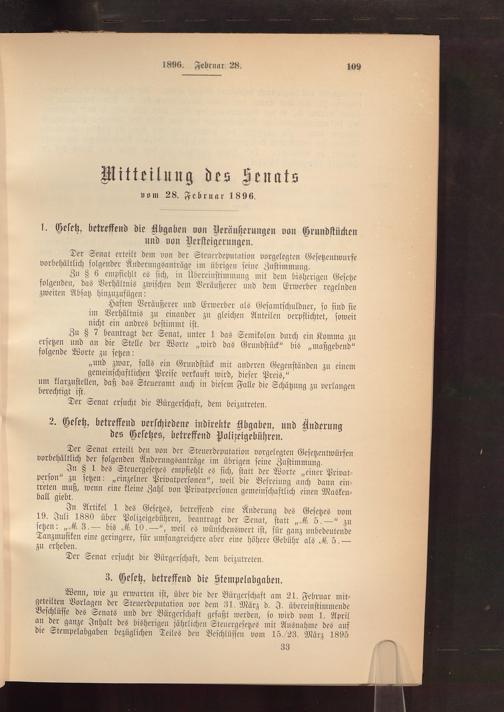 1896. Februar 28.
109
Mitteilung des Senats
vom 28. Februar 1896.
1. Gesetz, betreffend die Abgaben von Veräußerungen von Grundstücken
und von Versteigerungen.
Der Senat erteilt dem von der Steuerdeputation vorgelegten Gesetzentwurfe
vorbehältlich folgender Änderungsanträge im übrigen seine Zustimmung.
Zu § 6 empfiehlt es sich, in Übereinstimmung mit dem bisherigen Gesetze
folgenden, das Verhältnis zwischen dem Veräußerer und dem Erwerber regelnden
zweiten Absatz hinzuzufügen:
Haften Veräußerer und Erwerber als Gesamtschuldner, so sind sie
im Verhältnis zu einander zu gleichen Anteilen verpflichtet, soweit
nicht ein andres bestimmt ist.
Zu § 7 beantragt der Senat, unter 1 das Semikolon durch ein Komma zu
ersetzen und an die Stelle der Worte „wird das Grundstück" bis „maßgebend"
folgende Worte zu setzen:
„und zwar, falls ein Grundstück mit anderen Gegenständen zu einem
gemeinschaftlichen Preise verkauft wird, dieser Preis,"
um klarzustellen, daß das Steueramt auch in diesem Falle die Schätzung zu verlangen
berechtigt ist.
Der Senat ersucht die Bürgerschaft, dem beizutreten.
2. Gesetz, betreffend verschiedene indirekte Abgaben, und Änderung
des Gesetzes, betreffend Polizeigebühren.
Der Senat erteilt den von der Steuerdeputation vorgelegten Gesetzentwürfen
vorbehältlich der folgenden Änderungsanträge im übrigen seine Zustimmung.
In § 1 des Steuergesetzes empfiehlt es sich, statt der Worte „einer Privat-
person" zu setzen: „einzelner Privatpersonen", weil die Befreiung auch dann ein-
treten muß, wenn eine kleine Zahl von Privatpersonen gemeinschaftlich einen Masken-
ball giebt.
In Artikel 1 des Gesetzes, betreffend eine Änderung des Gesetzes vom
19. Juli 1880 über Polizeigebühren, beantragt der Senat, statt „ℳ 5.—" zu
setzen: „ℳ 3.— bis ℳ 10.—", weil es wünschenswert ist, für ganz unbedeutende
Tanzmusiken eine geringere, für umfangreichere aber eine höhere Gebühr als ℳ 5.—
zu erheben.
Der Senat ersucht die Bürgerschaft, dem beizutreten.
3. Gesetz, betreffend die Stempelabgaben.
Wenn, wie zu erwarten ist, über die der Bürgerschaft am 21. Februar mit-
geteilten Vorlagen der Steuerdeputation vor dem 31. März d. J. übereinstimmende
Beschlüsse des Senats und der Bürgerschaft gefaßt werden, so wird vom 1. April
an der ganze Inhalt des bisherigen jährlichen Steuergesetzes mit Ausnahme des auf
die Stempelabgaben bezüglichen Teiles den Beschlüssen vom 15./23. März 1895
33